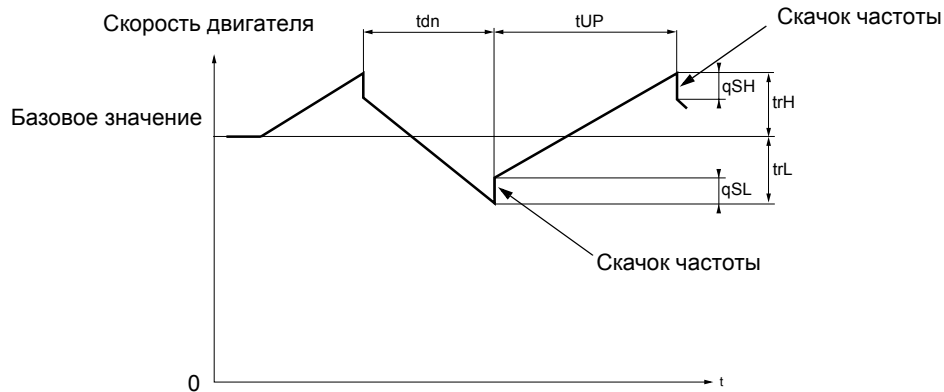 Скорость двигателя
tdn
tUP
Скачок частоты
qSH
trH
Базовое значение
trL
qSL
Скачок частоты
0
t